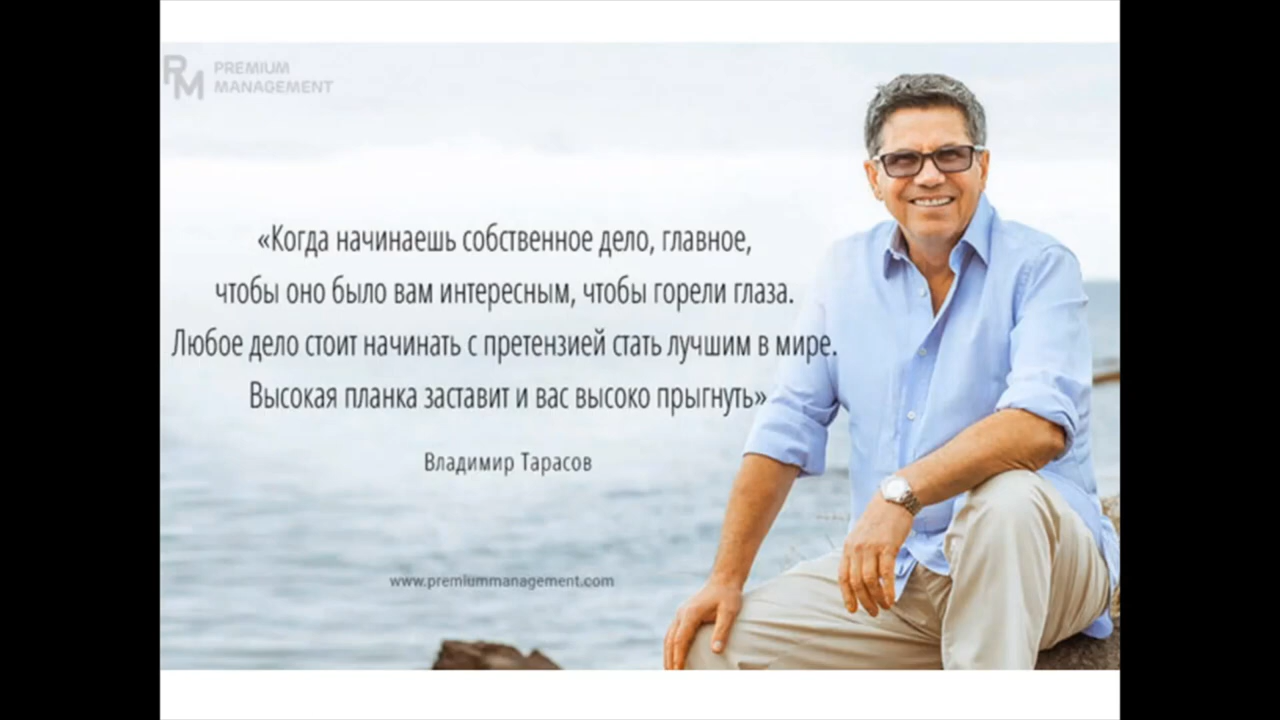 PREMIUM
MANAGEMENT
«Когда начинаешь собственное дело, главное,
чтобы оно было вам интересным, чтобы горели глаза.
Любое дело стоит начинать с претензией стать лучшим в мире.
Высокая планка заставит и вас высоко прыгнуть»
Владимир Тарасов
www.premiummanagement.com